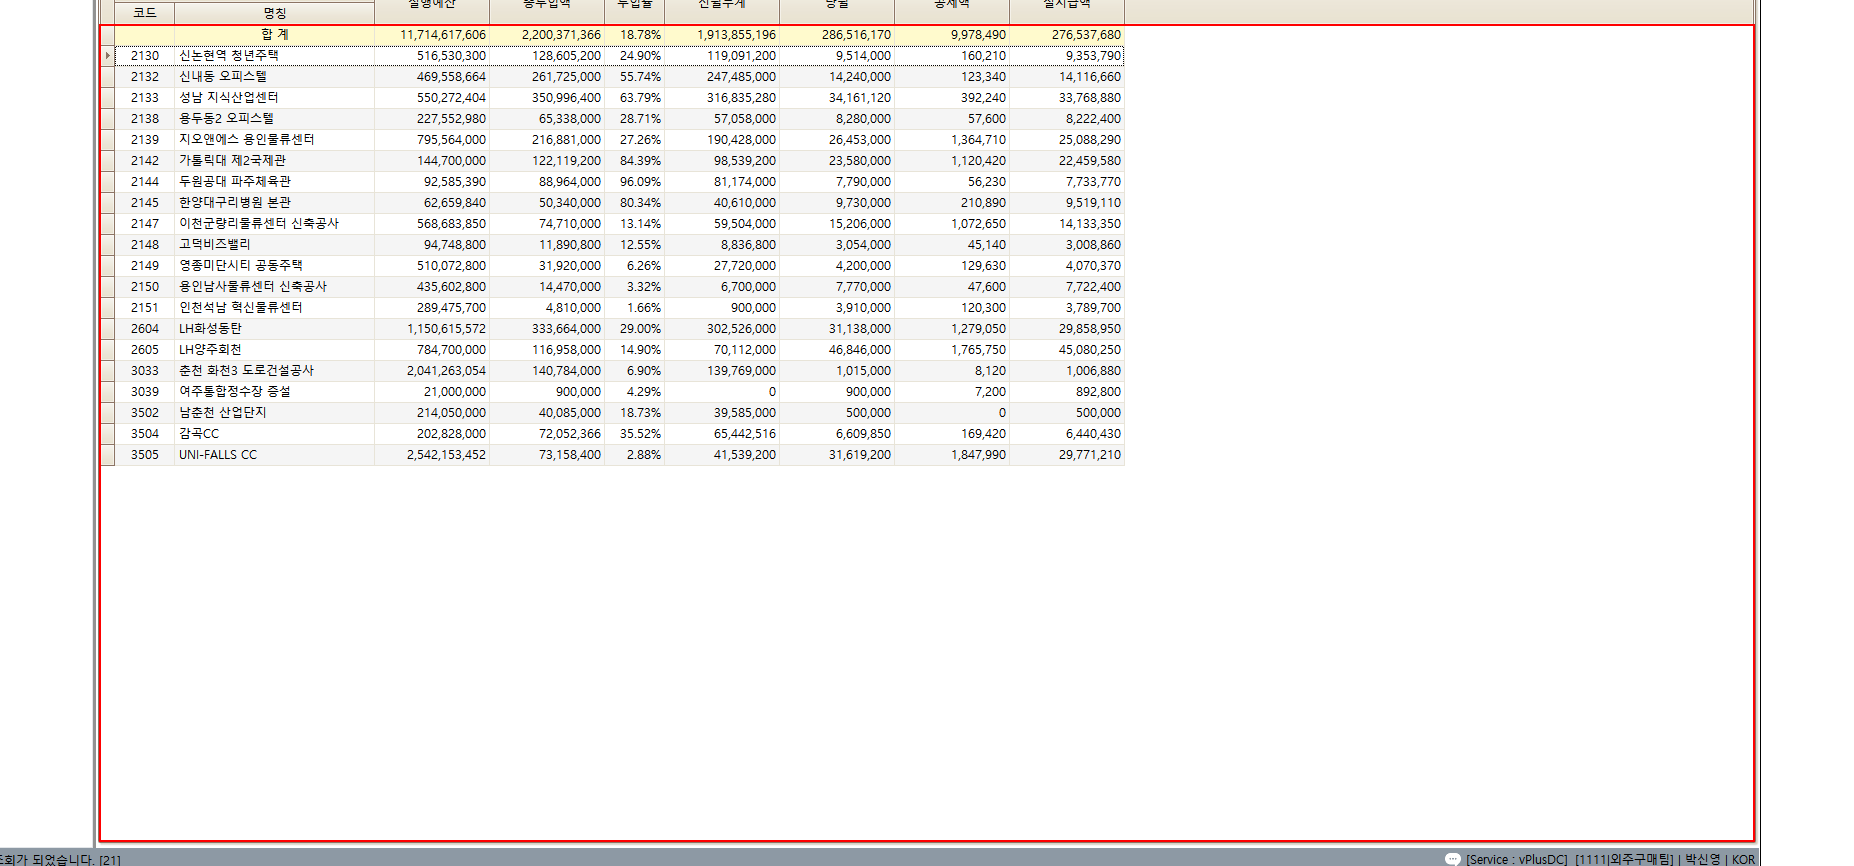 실행예산 총투입액 투입율 전월누계 당월 공제액 실지급액
코드 명칭
합 계 11,714,617,606 2,200,371,366 18.78% 1,913,855,196 286,516,170 9,978,490 276,537,680
2130 신논현역 청년주택 516,530,300 128,605,200 24.90% 119,091,200 9,514,000 160,210 9,353,790
2132 신내동 오피스텔 469,558,664 261,725,000 55.74% 247,485,000 14,240,000 123,340 14,116,660
2133 성남 지식산업센터 550,272,404 350,996,400 63.79% 316,835,280 34,161,120 392,240 33,768,880
2138 용두동2 오피스텔 227,552,980 65,338,000 28.71% 57,058,000 8,280,000 57,600 8,222,400
2139 지오앤에스 용인물류센터 795,564,000 216,881,000 27.26% 190,428,000 26,453,000 1,364,710 25,088,290
2142 가톨릭대 제2국제관 144,700,000 122,119,200 84.39% 98,539,200 23,580,000 1,120,420 22,459,580
2144 두원공대 파주체육관 92,585,390 88,964,000 96.09% 81,174,000 7,790,000 56,230 7,733,770
2145 한양대구리병원 본관 62,659,840 50,340,000 80.34% 40,610,000 9,730,000 210,890 9,519,110
2147 이천군량리물류센터 신축공사 568,683,850 74,710,000 13.14% 59,504,000 15,206,000 1,072,650 14,133,350
2148 고덕비즈밸리 94,748,800 11,890,800 12.55% 8,836,800 3,054,000 45,140 3,008,860
2149 영종미단시티 공동주택 510,072,800 31,920,000 6.26% 27,720,000 4,200,000 129,630 4,070,370
2150 용인남사물류센터 신축공사 435,602,800 14,470,000 3.32% 6,700,000 7,770,000 47,600 7,722,400
2151 인천석남 혁신물류센터 289,475,700 4,810,000 1.66% 900,000 3,910,000 120,300 3,789,700
2604 LH화성동탄 1,150,615,572 333,664,000 29.00% 302,526,000 31,138,000 1,279,050 29,858,950
2605 LH양주회천 784,700,000 116,958,000 14.90% 70,112,000 46,846,000 1,765,750 45,080,250
3033 춘천 화천3 도로건설공사 2,041,263,054 140,784,000 6.90% 139,769,000 1,015,000 8,120 1,006,880
3039 여주통합정수장 증설 21,000,000 900,000 4.29% 0 900,000 7,200 892,800
3502 남춘천 산업단지 214,050,000 40,085,000 18.73% 39,585,000 500,000 0 500,000
3504 감곡CC 202,828,000 72,052,366 35.52% 65,442,516 6,609,850 169,420 6,440,430
3505 UNI-FALLS CC 2,542,153,452 73,158,400 2.88% 41,539,200 31,619,200 1,847,990 29,771,210
조회가 되었습니다. [21] [Service : vPlusDC] [1111|외주구매팀] | 박신영 | KOR